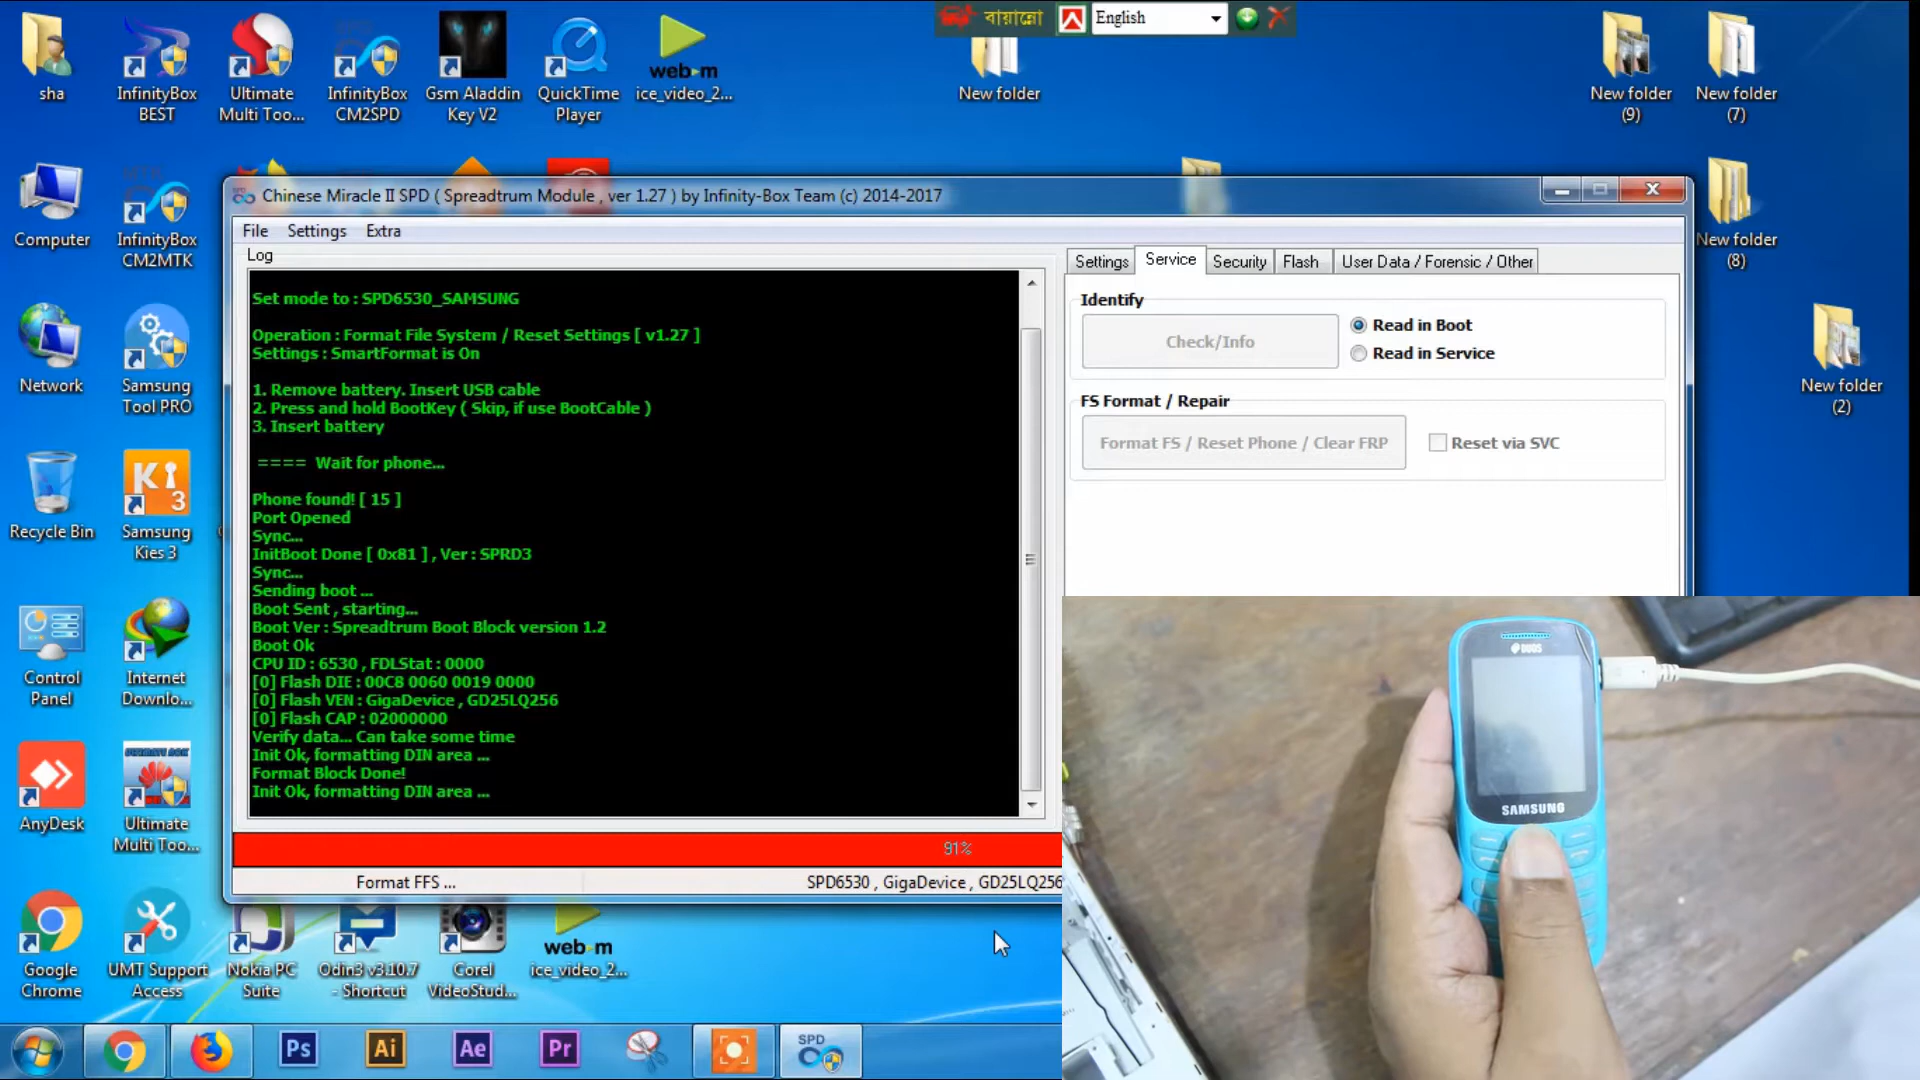 বায়ান্নো
English
sha
InfinityBox
BEST
Ultimate
Multi Too...
InfinityBox
CM2SPD
Gsm Aladdin
Key V2
QuickTime
Player
web-m
ice_video_2...
New folder
New folder
(9)
New folder
(7)
Computer
InfinityBox
CM2MTK
New folder
(8)
Network
Samsung
Tool PRO
New folder
(2)
Recycle Bin
Samsung
Kies 3
Control
Panel
Internet
Downlo...
AnyDesk
Ultimate
Multi Too...
Google
Chrome
UMT Support
Access
Nokia PC
Suite
Odin3 v3.10.7
- Shortcut
Corel
VideoStud...
web-m
ice_video_2...
Chinese Miracle II SPD ( Spreadtrum Module , ver 1.27 ) by Infinity-Box Team (c) 2014-2017
File Settings Extra
Log
Set mode to : SPD6530_SAMSUNG
Operation : Format File System / Reset Settings [ v1.27 ]
Settings : SmartFormat is On
1. Remove battery. Insert USB cable
2. Press and hold BootKey ( Skip, if use BootCable )
3. Insert battery
==== Wait for phone...
Phone found! [ 15 ]
Port Opened
Sync...
InitBoot Done [ 0x81 ] , Ver : SPRD3
Sync...
Sending boot ...
Boot Sent , starting...
Boot Ver : Spreadtrum Boot Block version 1.2
Boot Ok
CPU ID : 6530 , FDLStat : 0000
[0] Flash DIE : 00C8 0060 0019 0000
[0] Flash VEN : GigaDevice , GD25LQ256
[0] Flash CAP : 02000000
Verify data... Can take some time
Init Ok, formatting DIN area ...
Format Block Done!
Init Ok, formatting DIN area ...
91%
Format FFS ...
SPD6530 , GigaDevice , GD25LQ256
Settings Service Security Flash User Data / Forensic / Other
Identify
Check/Info
Read in Boot
Read in Service
FS Format / Repair
Format FS / Reset Phone / Clear FRP
Reset via SVC
DUOS
SAMSUNG
Ps
Ai
Ae
Pr
SPD